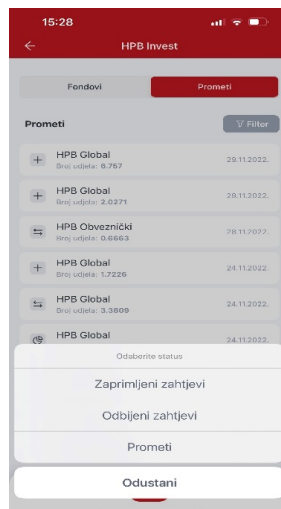 15:28
HPB Invest
Fondovi
Prometi
Prometi
Filter
HPB Global
29.11.2022.
Broj udjela: 8.757
HPB Global
29.11.2022.
Broj udjela: 2.0271
HPB Obveznički
28.11.2022.
Broj udjela: 0.6663
HPB Global
24.11.2022.
Broj udjela: 1.7226
HPB Global
24.11.2022.
Broj udjela: 3.3809
HPB Global
24.11.2022.
Odaberite status
Zaprimljeni zahtjevi
Odbijeni zahtjevi
Prometi
Odustani